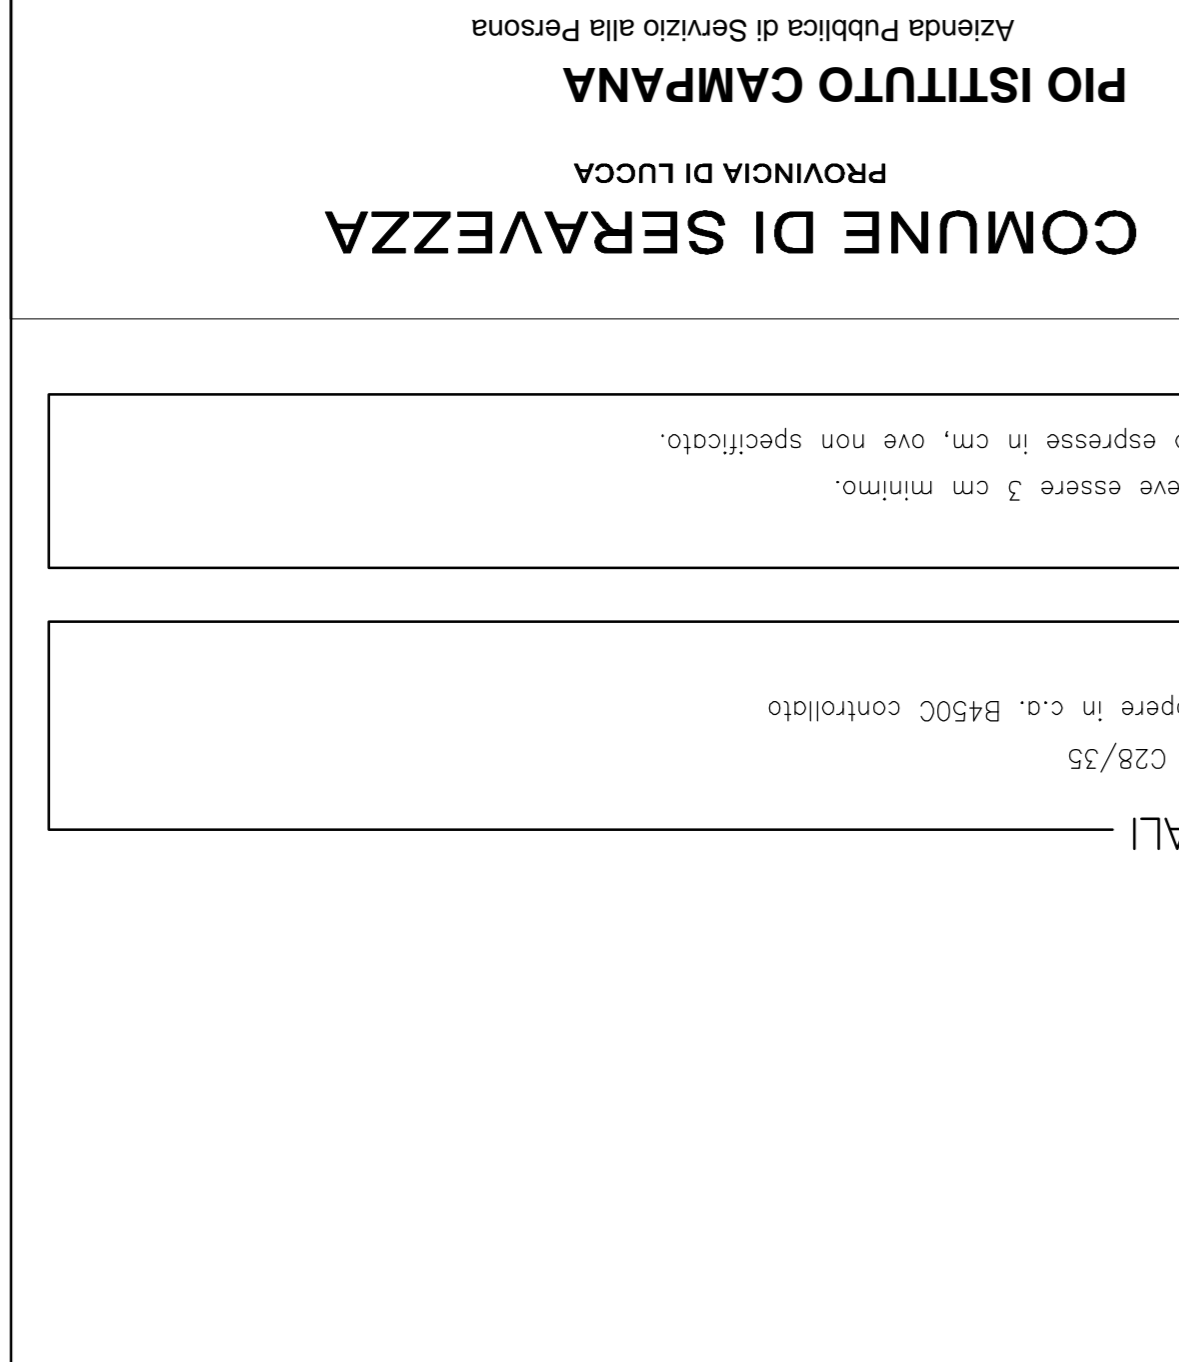 ALI
C28/35
opere in c.a. B450C controllato
eve essere 3 cm minimo.
o espresse in cm, ove non specificato.
COMUNE DI SERAVEZZA
PROVINCIA DI LUCCA
PIO ISTITUTO CAMPANA
Azienda Pubblica di Servizio alla Persona